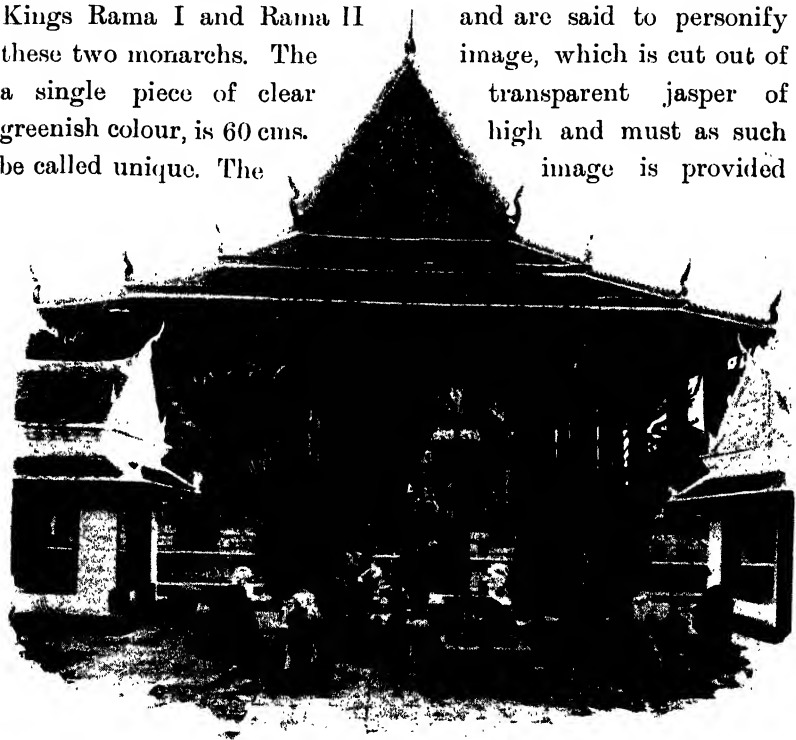 Kings Rama I and Rama II and are said to personify
these two monarchs. The image, which is cut out of
a single piece of clear transparent jasper of
greenish colour, is 60 cms. high and must as such
be called unique. The image is provided